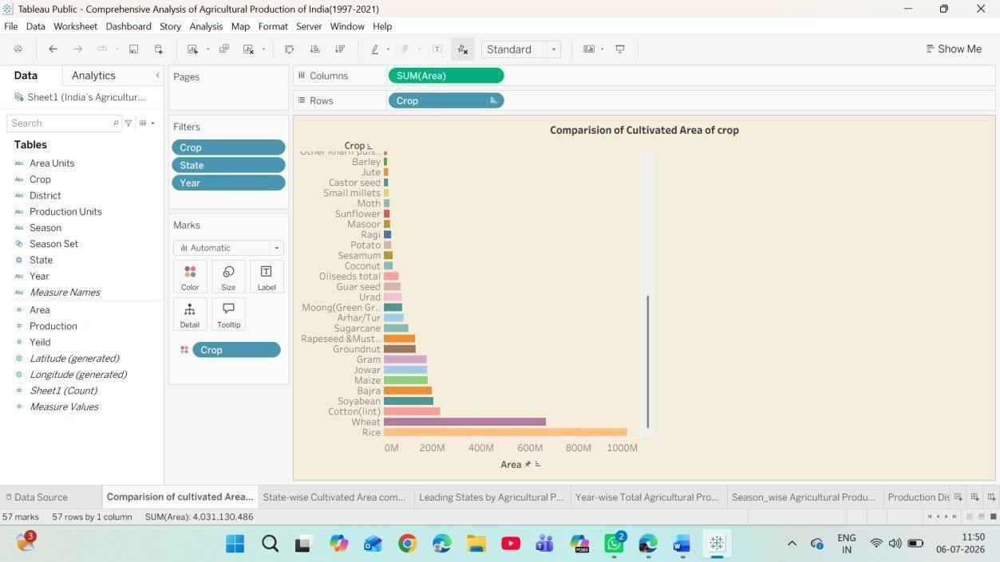 Tableau Public - Comprehensive Analysis of Agricultural Production of India(1997-2021)
File Data Worksheet Dashboard Story Analysis Map Format Server Window Help
Standard
Show Me
Data Analytics
Sheet1 (India's Agricultur...
Search
Tables
Area Units
Crop
District
Production Units
Season
Season Set
State
Year
Measure Names
Area
Production
Yeild
Latitude (generated)
Longitude (generated)
Sheet1 (Count)
Measure Values
Pages
Filters
Crop
State
Year
Marks
Automatic
Color Size Label
Detail Tooltip
Crop
Columns SUM(Area)
Rows Crop
Comparision of Cultivated Area of crop
Crop
Other Kharif puls..
Barley
Jute
Castor seed
Small millets
Moth
Sunflower
Masoor
Ragi
Potato
Sesamum
Coconut
Oilseeds total
Guar seed
Urad
Moong(Green Gr..
Arhar/Tur
Sugarcane
Rapeseed &Must..
Groundnut
Gram
Jowar
Maize
Bajra
Soyabean
Cotton(lint)
Wheat
Rice
0M 200M 400M 600M 800M 1000M
Area
Data Source Comparision of cultivated Area... State-wise Cultivated Area com... Leading States by Agricultural P... Year-wise Total Agricultural Pro... Season_wise Agricultural Produ... Production Dis
57 marks 57 rows by 1 column SUM(Area): 4,031,130,486
3
M365
2
ENG
IN
11:50
06-07-2026